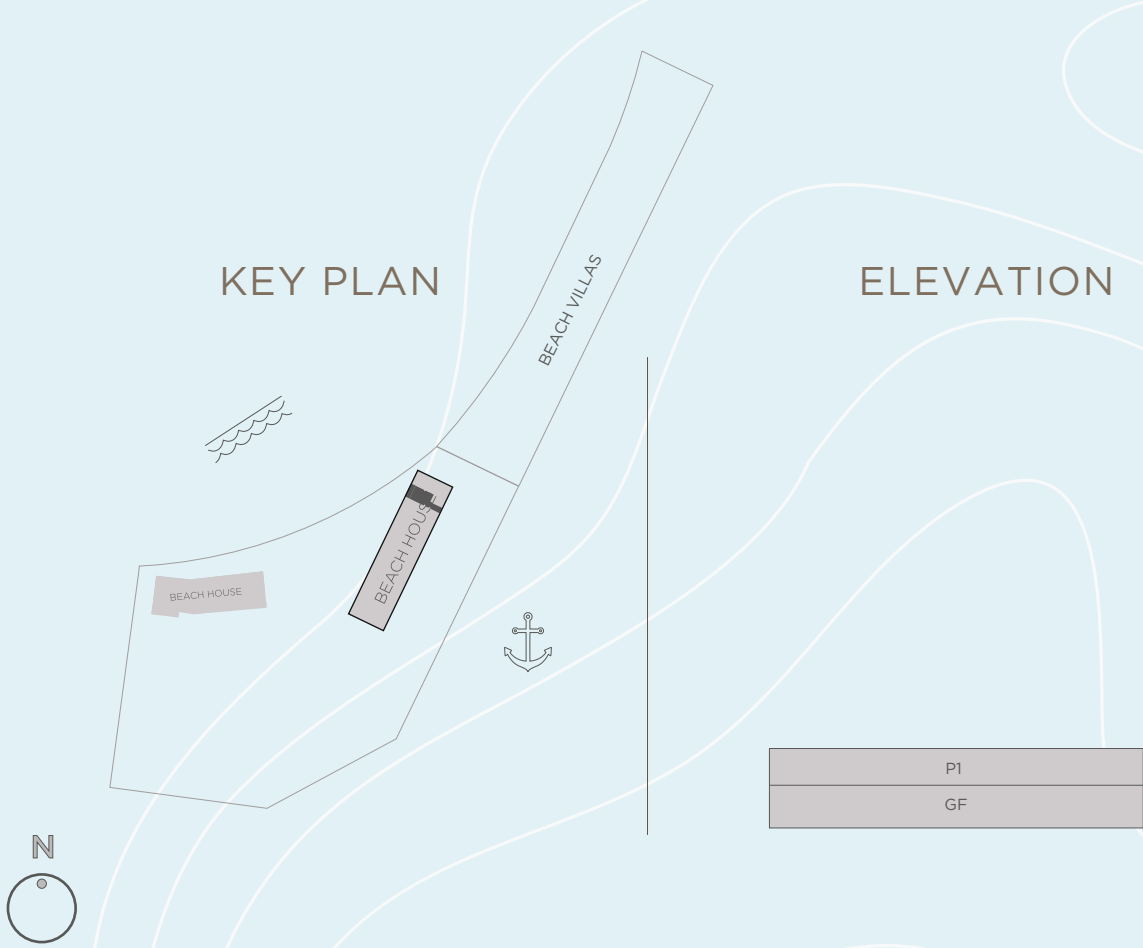 KEY PLAN
ELEVATION
BEACH VILLAS
BEACH HOUSE
BEACH HOUSE
P1
GF
N